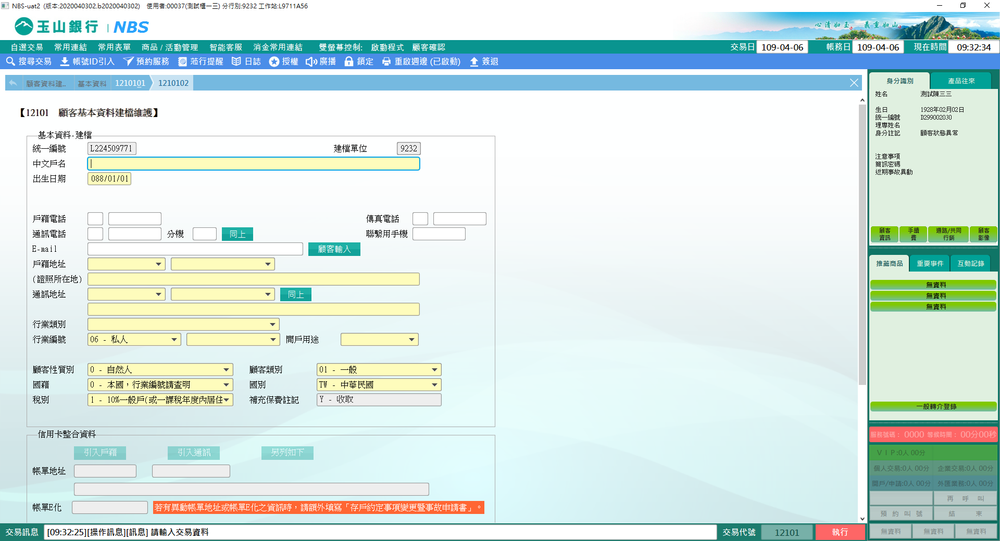 NBS-uat2 (版本:2020040302.b2020040302) 使用者:00037(測試櫃一三) 分行別:9232 工作站:L9711A56
玉山銀行 | NBS
心清如玉。 義重如山。
自選交易 常用連結 常用表單 商品 / 活動管理 智能客服 消金常用連結 雙螢幕控制: 啟動程式 顧客確認 交易日 109-04-06 帳務日 109-04-06 現在時間 09:32:34
搜尋交易 帳號ID引入 預約服務 蒞行提醒 日誌 授權 廣播 鎖定 重啟週邊 (已啟動) 簽退
顧客資料建.. 基本資料 1210101 1210102
【12101 顧客基本資料建檔維護】
基本資料-建檔
統一編號 L224509771 建檔單位 9232
中文戶名
出生日期 088/01/01
戶籍電話 傳真電話
通訊電話 分機 同上 聯繫用手機
E-mail 顧客輸入
戶籍地址
(證照所在地)
通訊地址 同上
行業類別
行業編號 06 - 私人 開戶用途
顧客性質別 0 - 自然人 顧客類別 01 - 一般
國籍 0 - 本國，行業編號請查明 國別 TW - 中華民國
稅別 1 - 10%一般戶(或一課稅年度內居住 補充保費註記 Y - 收取
信用卡整合資料
引入戶籍 引入通訊 另列如下
帳單地址
帳單E化 若有異動帳單地址或帳單E化之資訊時，請額外填寫「存戶約定事項變更暨事故申請書」。
交易訊息 [09:32:25][操作訊息][訊息] 請輸入交易資料 交易代號 12101 執行
身分識別 產品往來
姓名 測試陳三三
生日 1928年02月02日
統一編號 D299002030
理專姓名
身分註記 顧客狀態異常
注意事項
簡訊密碼
近期事故異動
顧客資訊 手續費 通路/共同行銷 顧客影像
推薦商品 重要事件 互動記錄
無資料
無資料
無資料
一般轉介登錄
服務號碼： 0000 等候時間： 00分00秒
ＶＩＰ:0人 00分
個人交易:0人 00分 企業交易:0人 00分
開戶/申請:0人 00分 外匯業務:0人 00分
再 呼 叫
預 約 叫 號 結 束
無資料 無資料 無資料